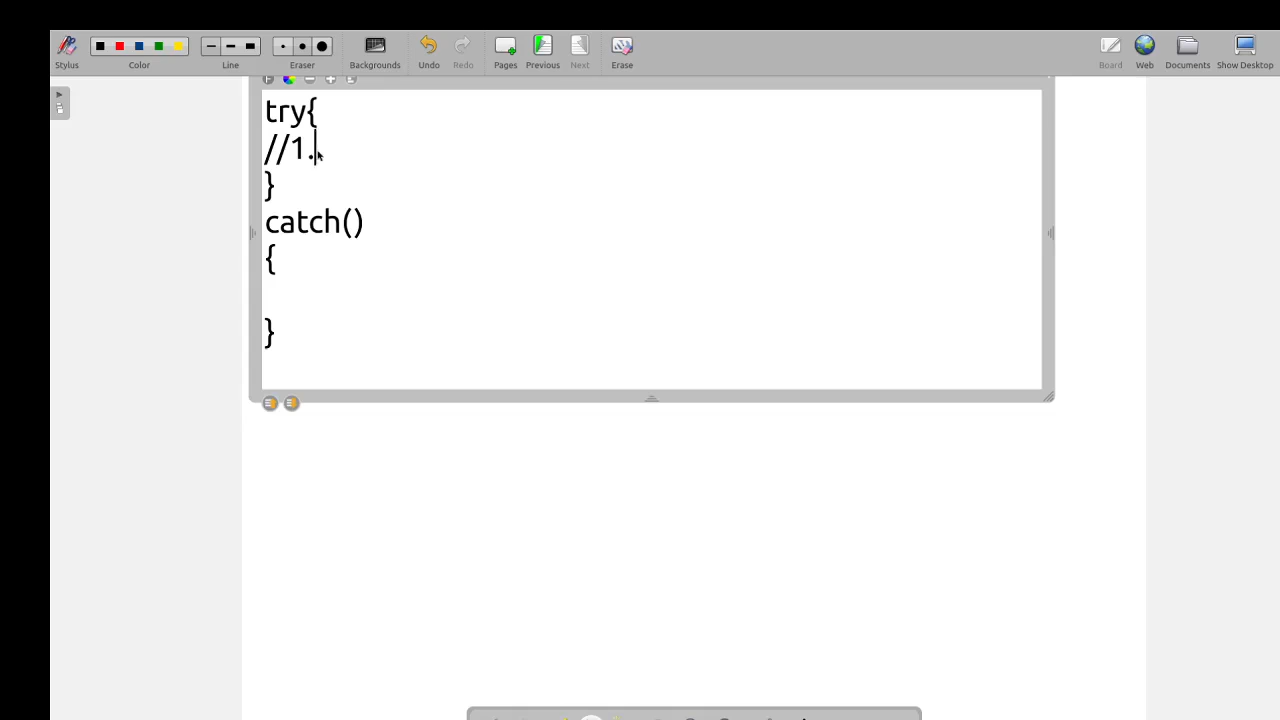 Stylus
Color
Line
Eraser
Backgrounds
Undo
Redo
Pages
Previous
Next
Erase
Board
Web
Documents
Show Desktop
try{
//1.
}
catch()
{
}